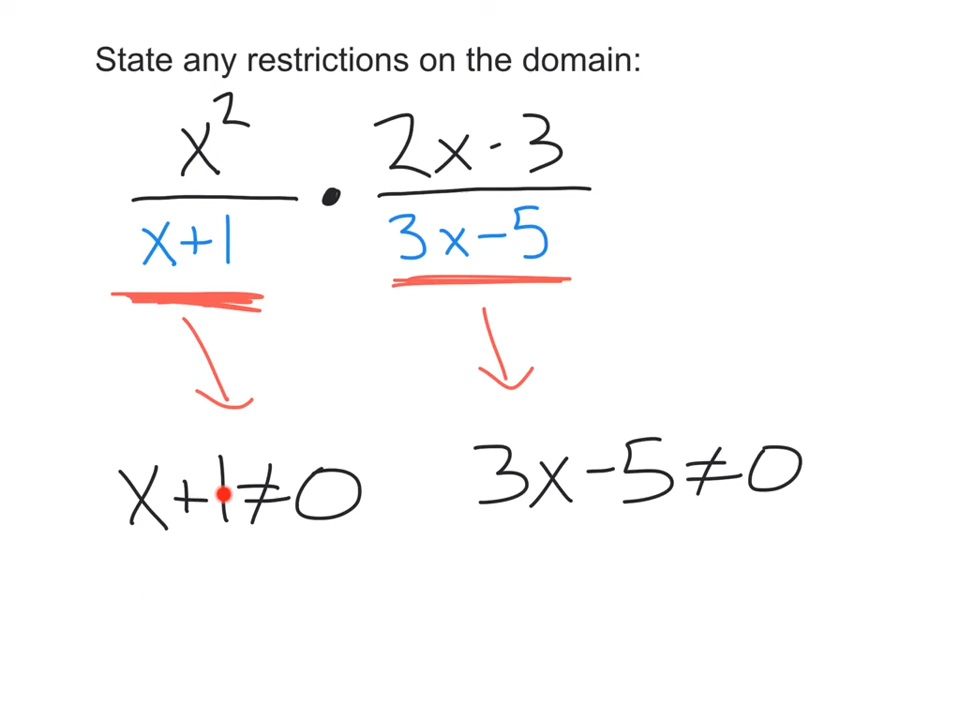 State any restrictions on the domain:
x² 2x - 3
x+1 • 3x-5
x+1≠0 3x-5≠0